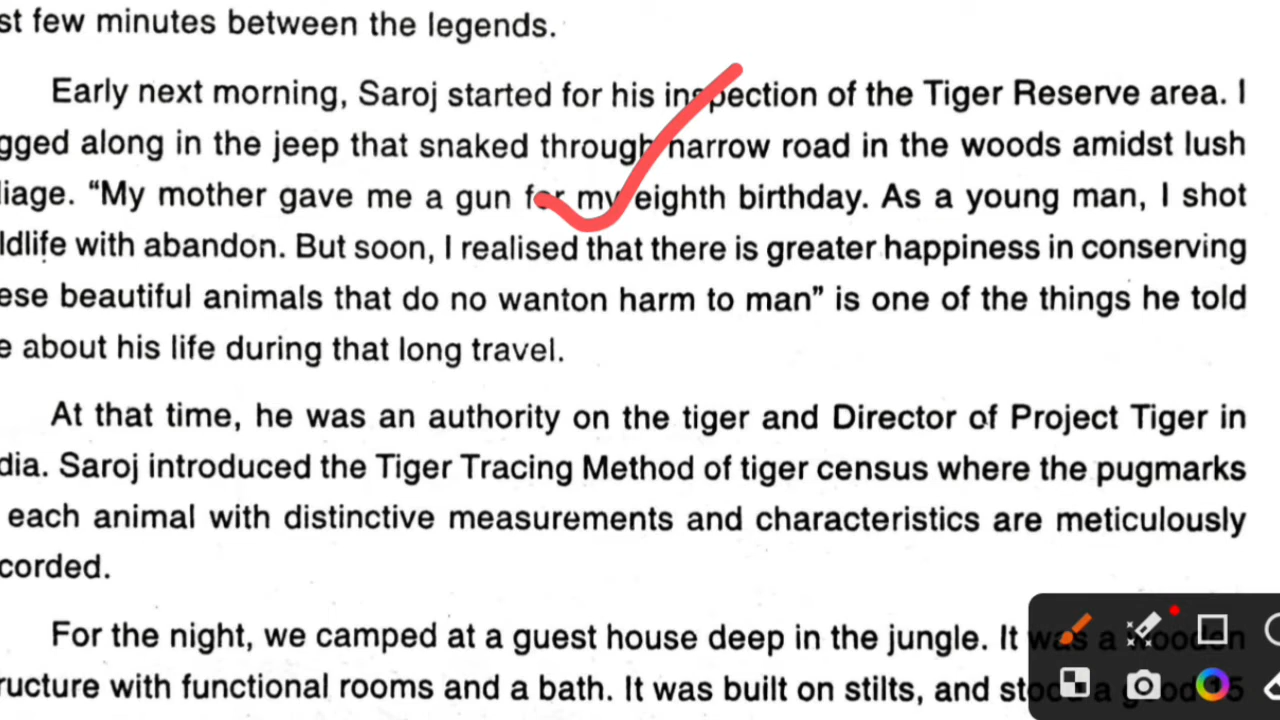 st few minutes between the legends.
Early next morning, Saroj started for his inspection of the Tiger Reserve area. I
gged along in the jeep that snaked through narrow road in the woods amidst lush
liage. “My mother gave me a gun for my eighth birthday. As a young man, I shot
ldlife with abandon. But soon, I realised that there is greater happiness in conserving
ese beautiful animals that do no wanton harm to man” is one of the things he told
e about his life during that long travel.
At that time, he was an authority on the tiger and Director of Project Tiger in
dia. Saroj introduced the Tiger Tracing Method of tiger census where the pugmarks
each animal with distinctive measurements and characteristics are meticulously
corded.
For the night, we camped at a guest house deep in the jungle. It was a wooden
ructure with functional rooms and a bath. It was built on stilts, and stood a good 15